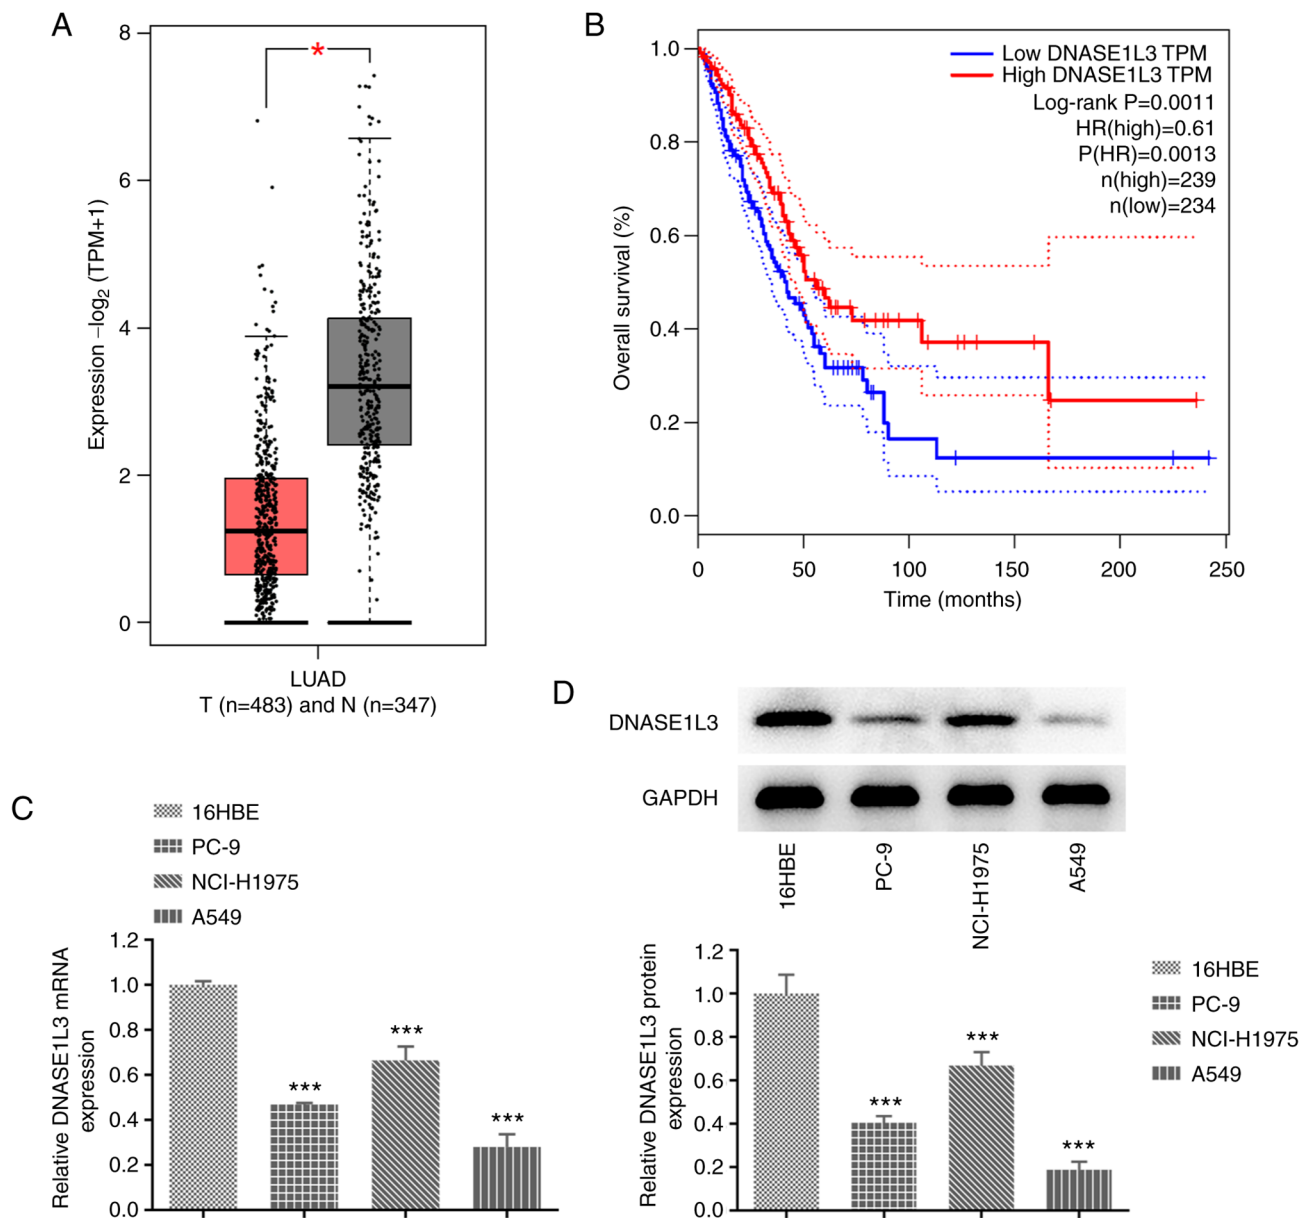 A
8
6
4
2
0
Expression –log2 (TPM+1)
*
LUAD
T (n=483) and N (n=347)
B
1.0
0.8
0.6
0.4
0.2
0.0
Overall survival (%)
Low DNASE1L3 TPM
High DNASE1L3 TPM
Log-rank P=0.0011
HR(high)=0.61
P(HR)=0.0013
n(high)=239
n(low)=234
0 50 100 150 200 250
Time (months)
C
16HBE
PC-9
NCI-H1975
A549
1.2
1.0
0.8
0.6
0.4
0.2
0.0
Relative DNASE1L3 mRNA
expression
***
***
***
D
DNASE1L3
GAPDH
16HBE
PC-9
NCI-H1975
A549
1.2
1.0
0.8
0.6
0.4
0.2
0.0
Relative DNASE1L3 protein
expression
***
***
***
16HBE
PC-9
NCI-H1975
A549